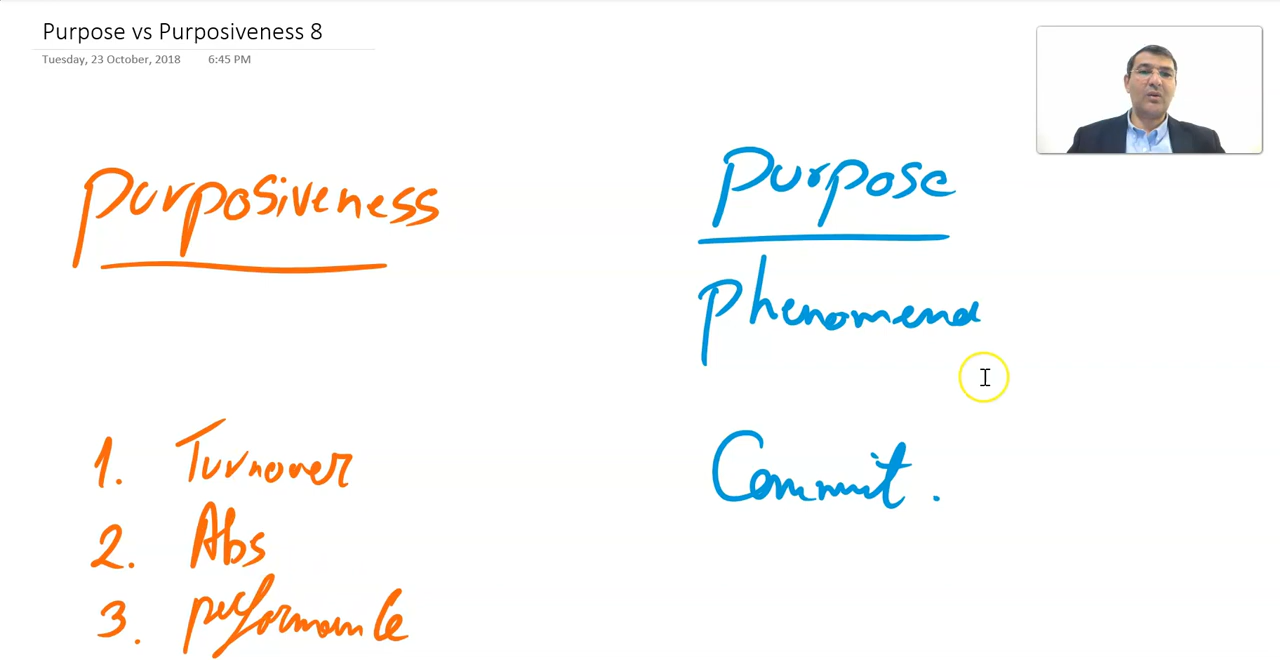 Purpose vs Purposiveness 8
Tuesday, 23 October, 2018 6:45 PM
Purposiveness
Purpose
phenomena
1. Turnover
Commit.
2. Abs
3. performance